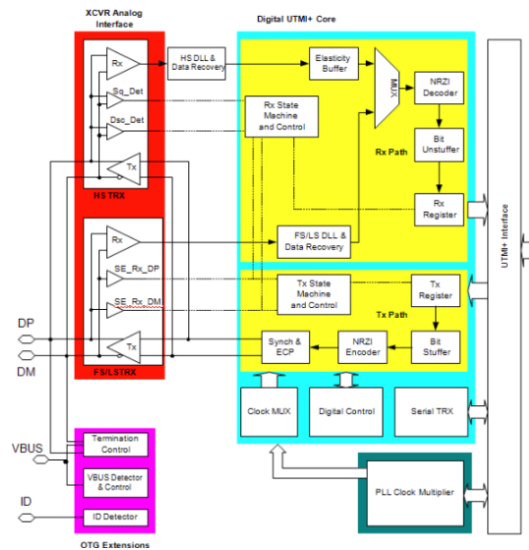 XCVR Analog
Interface
Digital UTMI+ Core
Rx
HS DLL &
Data Recovery
Elasticity
Buffer
MUX
NRZI
Decoder
Sq_Det
Dsc_Det
Rx State
Machine
and Control
Rx Path
Bit
Unstuffer
Tx
HS TRX
Rx
Register
Rx
FS/LS DLL &
Data Recovery
UTMI+ Interface
SE_Rx_DP
SE_Rx_DM
Tx State
Machine
and Control
Tx
Register
Tx Path
DP
DM
Tx
FS/LSTRX
Synch &
ECP
NRZI
Encoder
Bit
Stuffer
Clock MUX
Digital Control
Serial TRX
VBUS
Termination
Control
VBUS Detector
& Control
PLL Clock Multiplier
ID
ID Detector
OTG Extensions